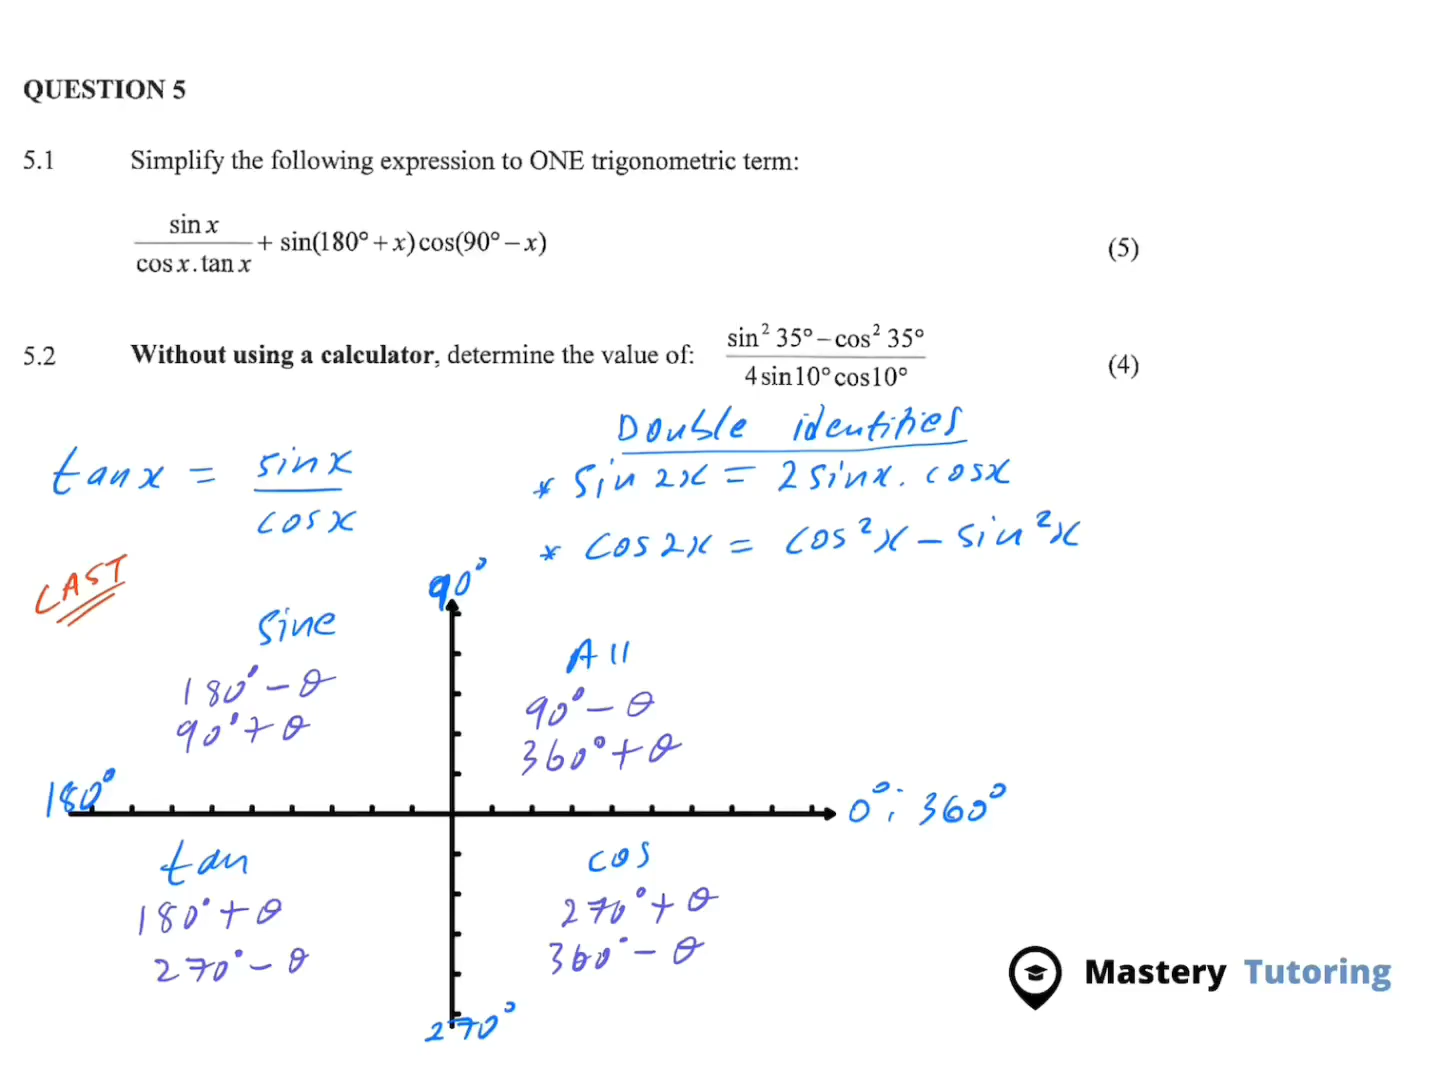 QUESTION 5
5.1 Simplify the following expression to ONE trigonometric term:
sin x / (cos x . tan x) + sin(180° + x) cos(90° − x) (5)
5.2 Without using a calculator, determine the value of: (sin² 35° − cos² 35°) / (4 sin 10° cos 10°) (4)
Double identities
tan x = sin x / cos x
* sin 2x = 2 sin x . cos x
* cos 2x = cos² x − sin² x
CAST
90°
Sine
180° − θ
90° + θ
All
90° − θ
360° + θ
180°
0° ; 360°
tan
180° + θ
270° − θ
cos
270° + θ
360° − θ
270°
Mastery Tutoring